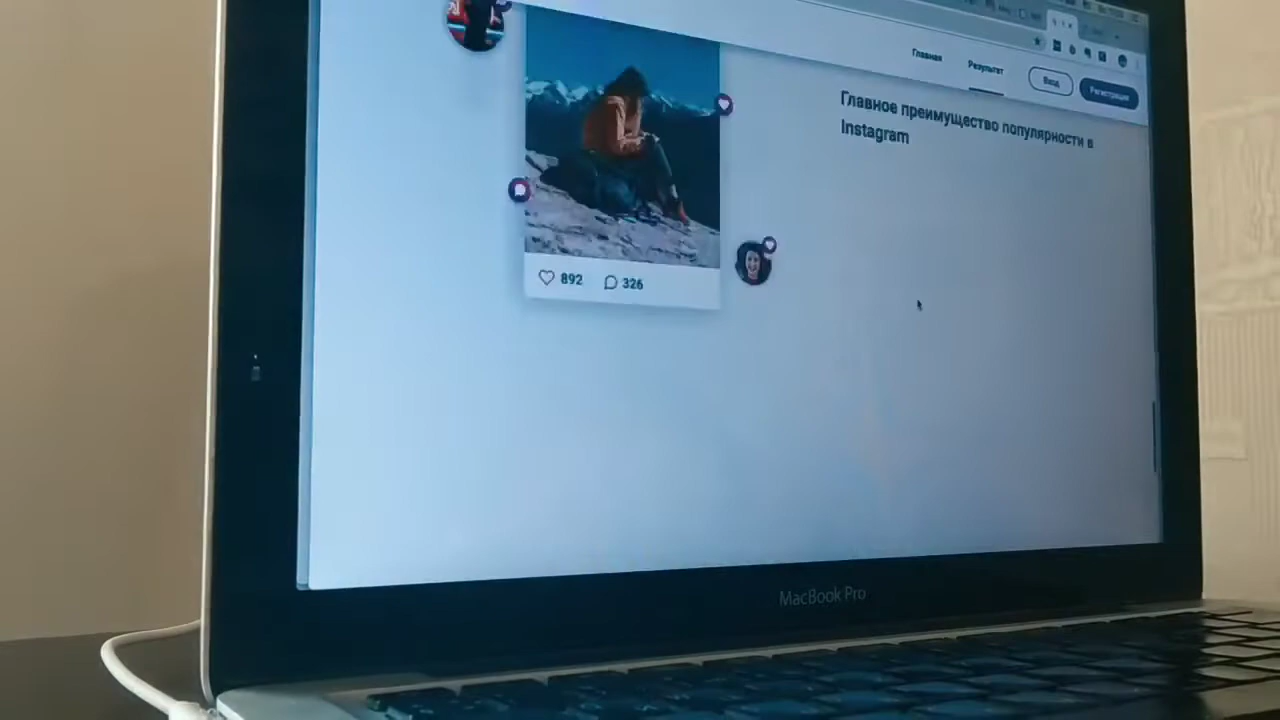 Главная
Результат
Вход
Регистрация
Главное преимущество популярности в
Instagram
892
326
MacBook Pro